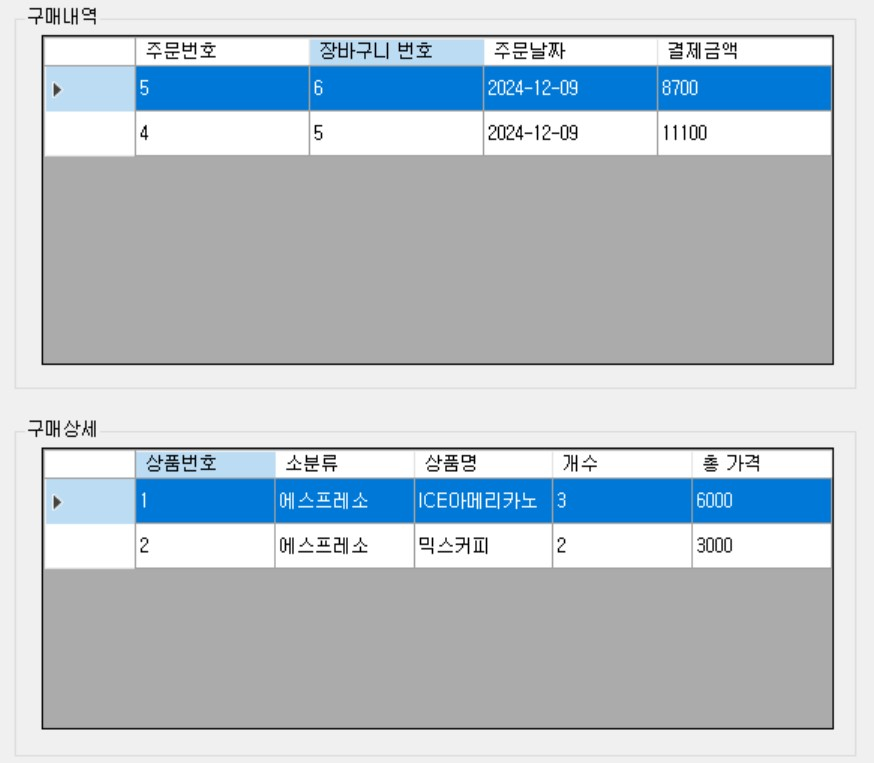 구매내역
주문번호 장바구니 번호 주문날짜 결제금액
5 6 2024-12-09 8700
4 5 2024-12-09 11100
구매상세
상품번호 소분류 상품명 개수 총 가격
1 에스프레소 ICE아메리카노 3 6000
2 에스프레소 믹스커피 2 3000